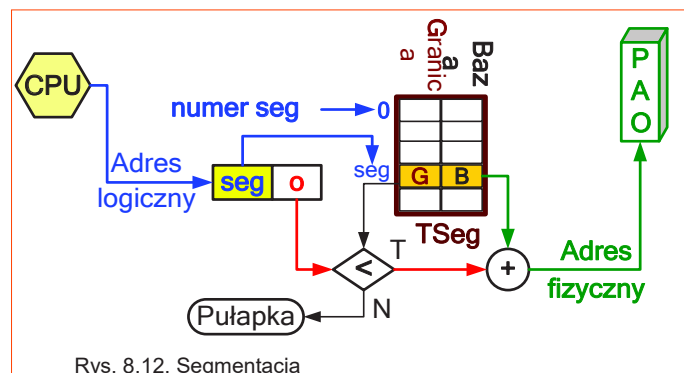 Granic
a
Baz
a
CPU
P
A
O
numer seg
0
Adres
logiczny
seg
o
seg
G
B
TSeg
<
T
+
Adres
fizyczny
N
Pułapka
Rys. 8.12. Segmentacja